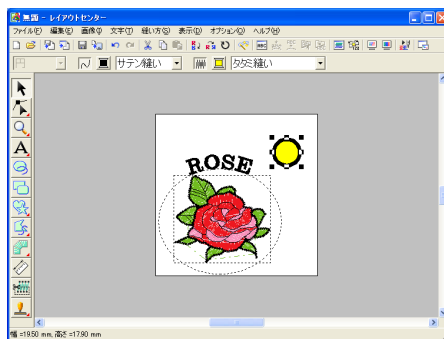 無題 - レイアウトセンター
ファイル(F) 編集(E) 画像(I) 文字(T) 縫い方(S) 表示(D) オプション(O) ヘルプ(H)
円 サテン縫い タタミ縫い
A
ROSE
幅 =19.50 mm, 高さ =17.90 mm